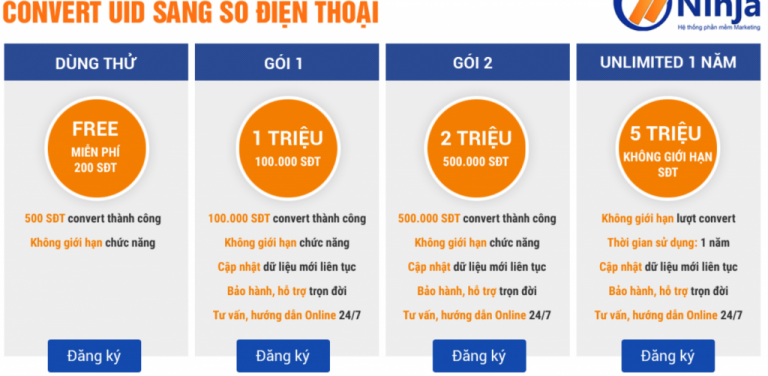 CONVERT UID SANG SỐ ĐIỆN THOẠI
Ninja
Hệ thống phần mềm Marketing
DÙNG THỬ
FREE
MIỄN PHÍ
200 SĐT
500 SĐT convert thành công
Không giới hạn chức năng
Đăng ký
GÓI 1
1 TRIỆU
100.000 SĐT
100.000 SĐT convert thành công
Không giới hạn chức năng
Cập nhật dữ liệu mới liên tục
Bảo hành, hỗ trợ trọn đời
Tư vấn, hướng dẫn Online 24/7
Đăng ký
GÓI 2
2 TRIỆU
500.000 SĐT
500.000 SĐT convert thành công
Không giới hạn chức năng
Cập nhật dữ liệu mới liên tục
Bảo hành, hỗ trợ trọn đời
Tư vấn, hướng dẫn Online 24/7
Đăng ký
UNLIMITED 1 NĂM
5 TRIỆU
KHÔNG GIỚI HẠN
SĐT
Không giới hạn lượt convert
Thời gian sử dụng: 1 năm
Cập nhật dữ liệu mới liên tục
Bảo hành, hỗ trợ trọn đời
Tư vấn, hướng dẫn Online 24/7
Đăng ký